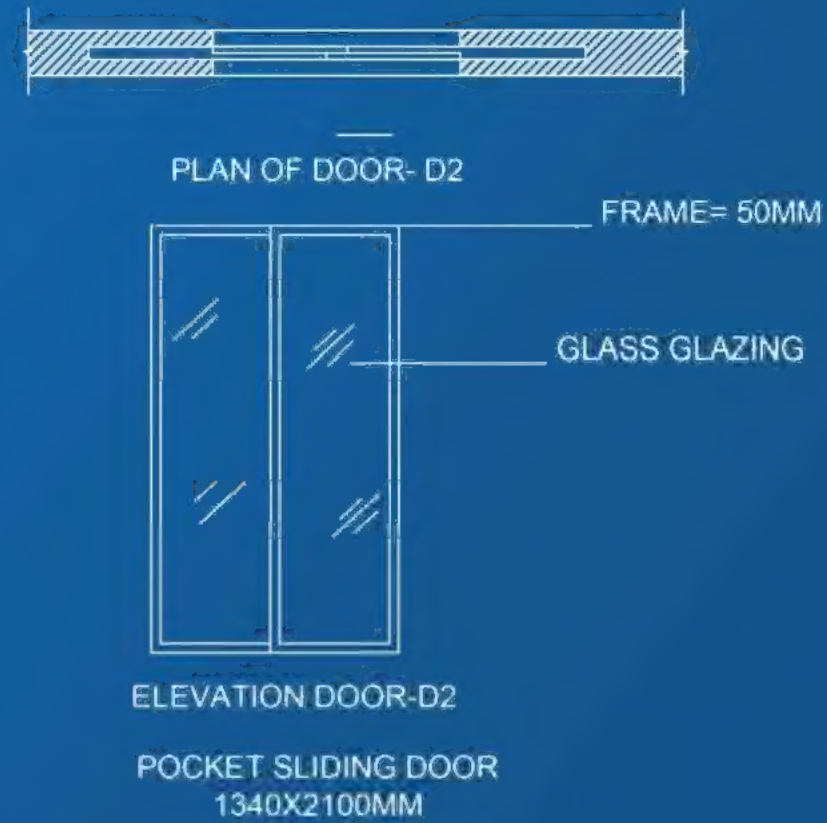 PLAN OF DOOR- D2
FRAME= 50MM
GLASS GLAZING
ELEVATION DOOR-D2
POCKET SLIDING DOOR
1340X2100MM